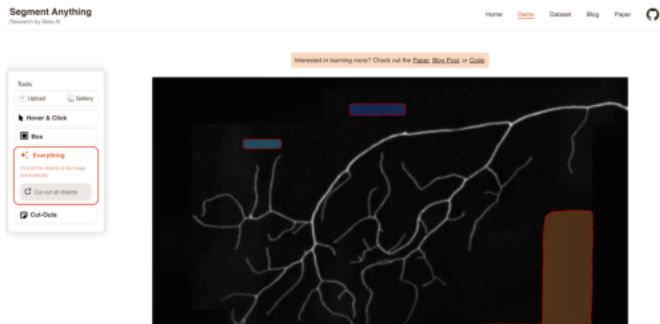 Segment Anything
Research by Meta AI
Home Demo Dataset Blog Paper
Interested in learning more? Check out the Paper, Blog Post, or Code.
Tools
Upload Gallery
Hover & Click
Box
Everything
Find all the objects in the image
automatically.
Cut out all objects
Cut-Outs